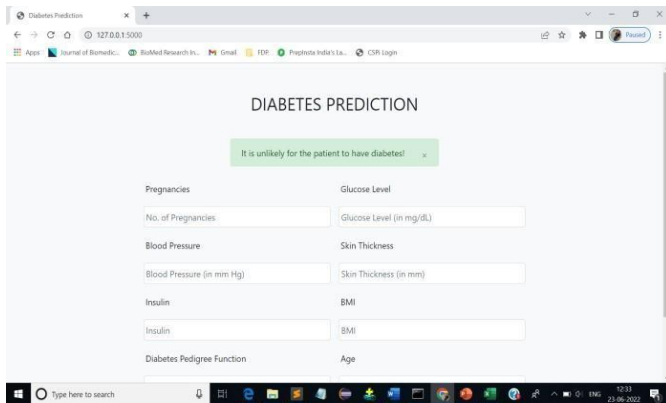 Diabetes Prediction
127.0.0.1:5000
Paused
Apps Journal of Biomedic... BioMed Research In... Gmail FDP PrepInsta India's La... CSFi Login
DIABETES PREDICTION
It is unlikely for the patient to have diabetes! ×
Pregnancies Glucose Level
No. of Pregnancies Glucose Level (in mg/dL)
Blood Pressure Skin Thickness
Blood Pressure (in mm Hg) Skin Thickness (in mm)
Insulin BMI
Insulin BMI
Diabetes Pedigree Function Age
Type here to search
ENG
12:33
23-06-2022